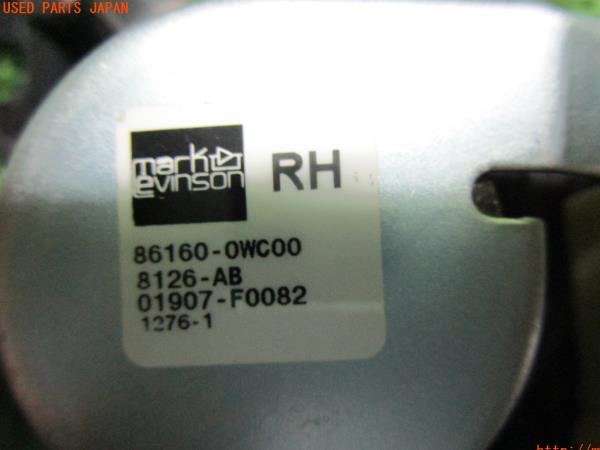 USED PARTS JAPAN
mark
levinson
RH
86160-0WC00
8126-AB
01907-F0082
1276-1